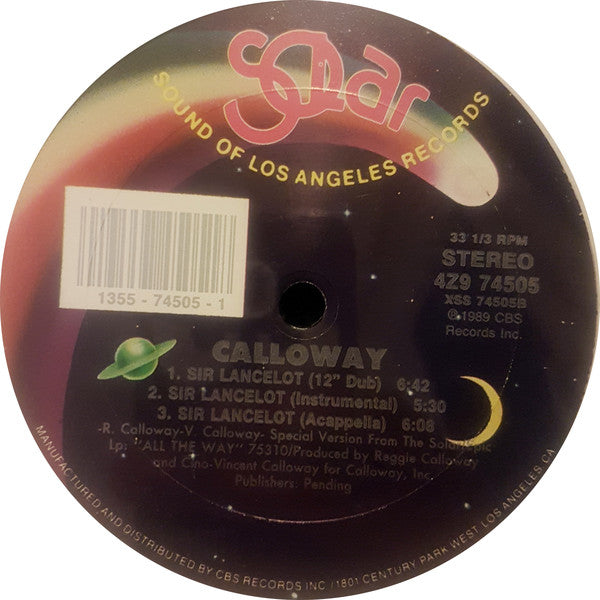 solar
SOUND OF LOS ANGELES RECORDS
1355 - 74505 - 1
33 1/3 RPM
STEREO
4Z9 74505
XSS 74505B
℗1989 CBS
Records Inc.
CALLOWAY
1. SIR LANCELOT (12" Dub) 6:42
2. SIR LANCELOT (Instrumental) 5:30
3. SIR LANCELOT (Acappella) 6:08
-R. Calloway-V. Calloway- Special Version From The Solar/Epic
Lp: "ALL THE WAY" 75310/Produced by Reggie Calloway
and Cino-Vincent Calloway for Calloway, Inc.
Publishers: Pending
MANUFACTURED AND DISTRIBUTED BY CBS RECORDS INC./1801 CENTURY PARK WEST, LOS ANGELES, CA